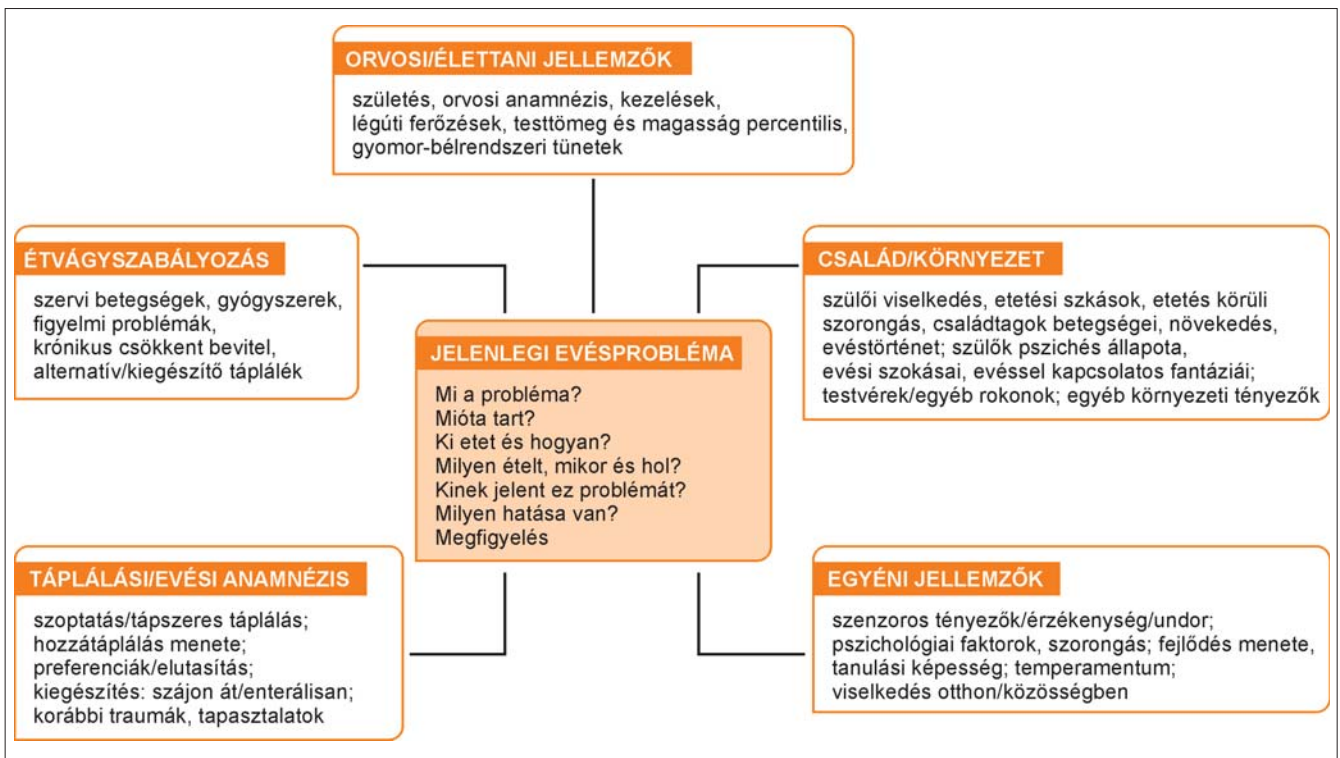 ORVOSI/ÉLETTANI JELLEMZŐK
születés, orvosi anamnézis, kezelések,
légúti ferőzések, testtömeg és magasság percentilis,
gyomor-bélrendszeri tünetek
ÉTVÁGYSZABÁLYOZÁS
szervi betegségek, gyógyszerek,
figyelmi problémák,
krónikus csökkent bevitel,
alternatív/kiegészítő táplálék
CSALÁD/KÖRNYEZET
szülői viselkedés, etetési szkások, etetés körüli
szorongás, családtagok betegségei, növekedés,
evéstörténet; szülők pszichés állapota,
evési szokásai, evéssel kapcsolatos fantáziái;
testvérek/egyéb rokonok; egyéb környezeti tényezők
JELENLEGI EVÉSPROBLÉMA
Mi a probléma?
Mióta tart?
Ki etet és hogyan?
Milyen ételt, mikor és hol?
Kinek jelent ez problémát?
Milyen hatása van?
Megfigyelés
TÁPLÁLÁSI/EVÉSI ANAMNÉZIS
szoptatás/tápszeres táplálás;
hozzátáplálás menete;
preferenciák/elutasítás;
kiegészítés: szájon át/enterálisan;
korábbi traumák, tapasztalatok
EGYÉNI JELLEMZŐK
szenzoros tényezők/érzékenység/undor;
pszichológiai faktorok, szorongás; fejlődés menete,
tanulási képesség; temperamentum;
viselkedés otthon/közösségben